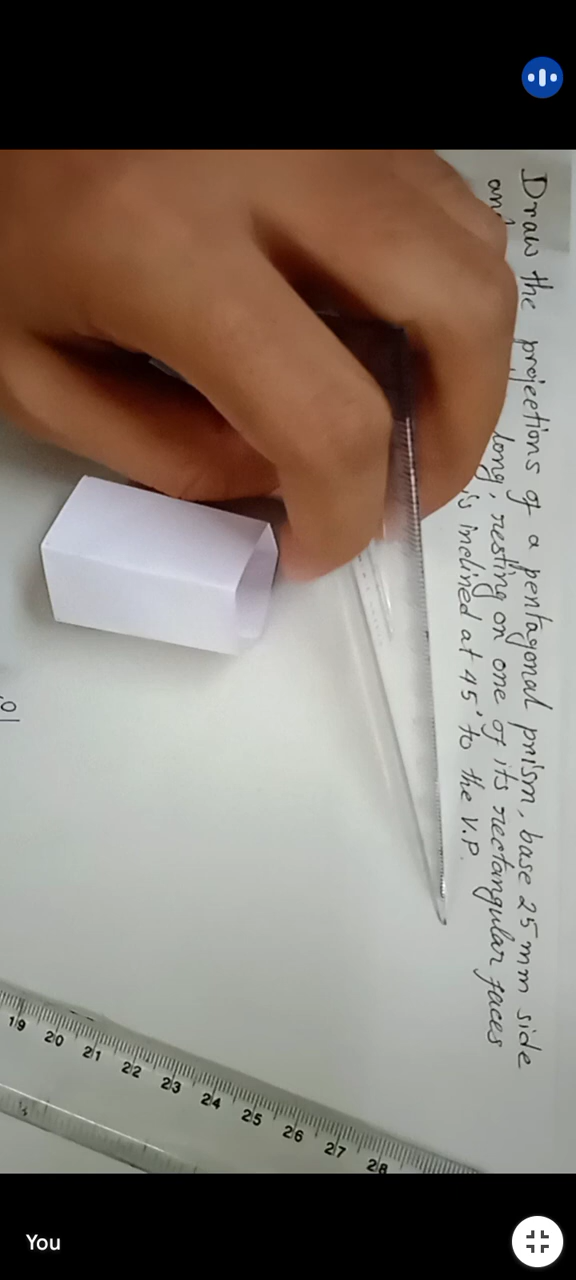 Draw the projections of a pentagonal prism, base 25 mm side
long, resting on one of its rectangular faces
is inclined at 45° to the V.P.
19 20 21 22 23 24 25 26 27 28
You